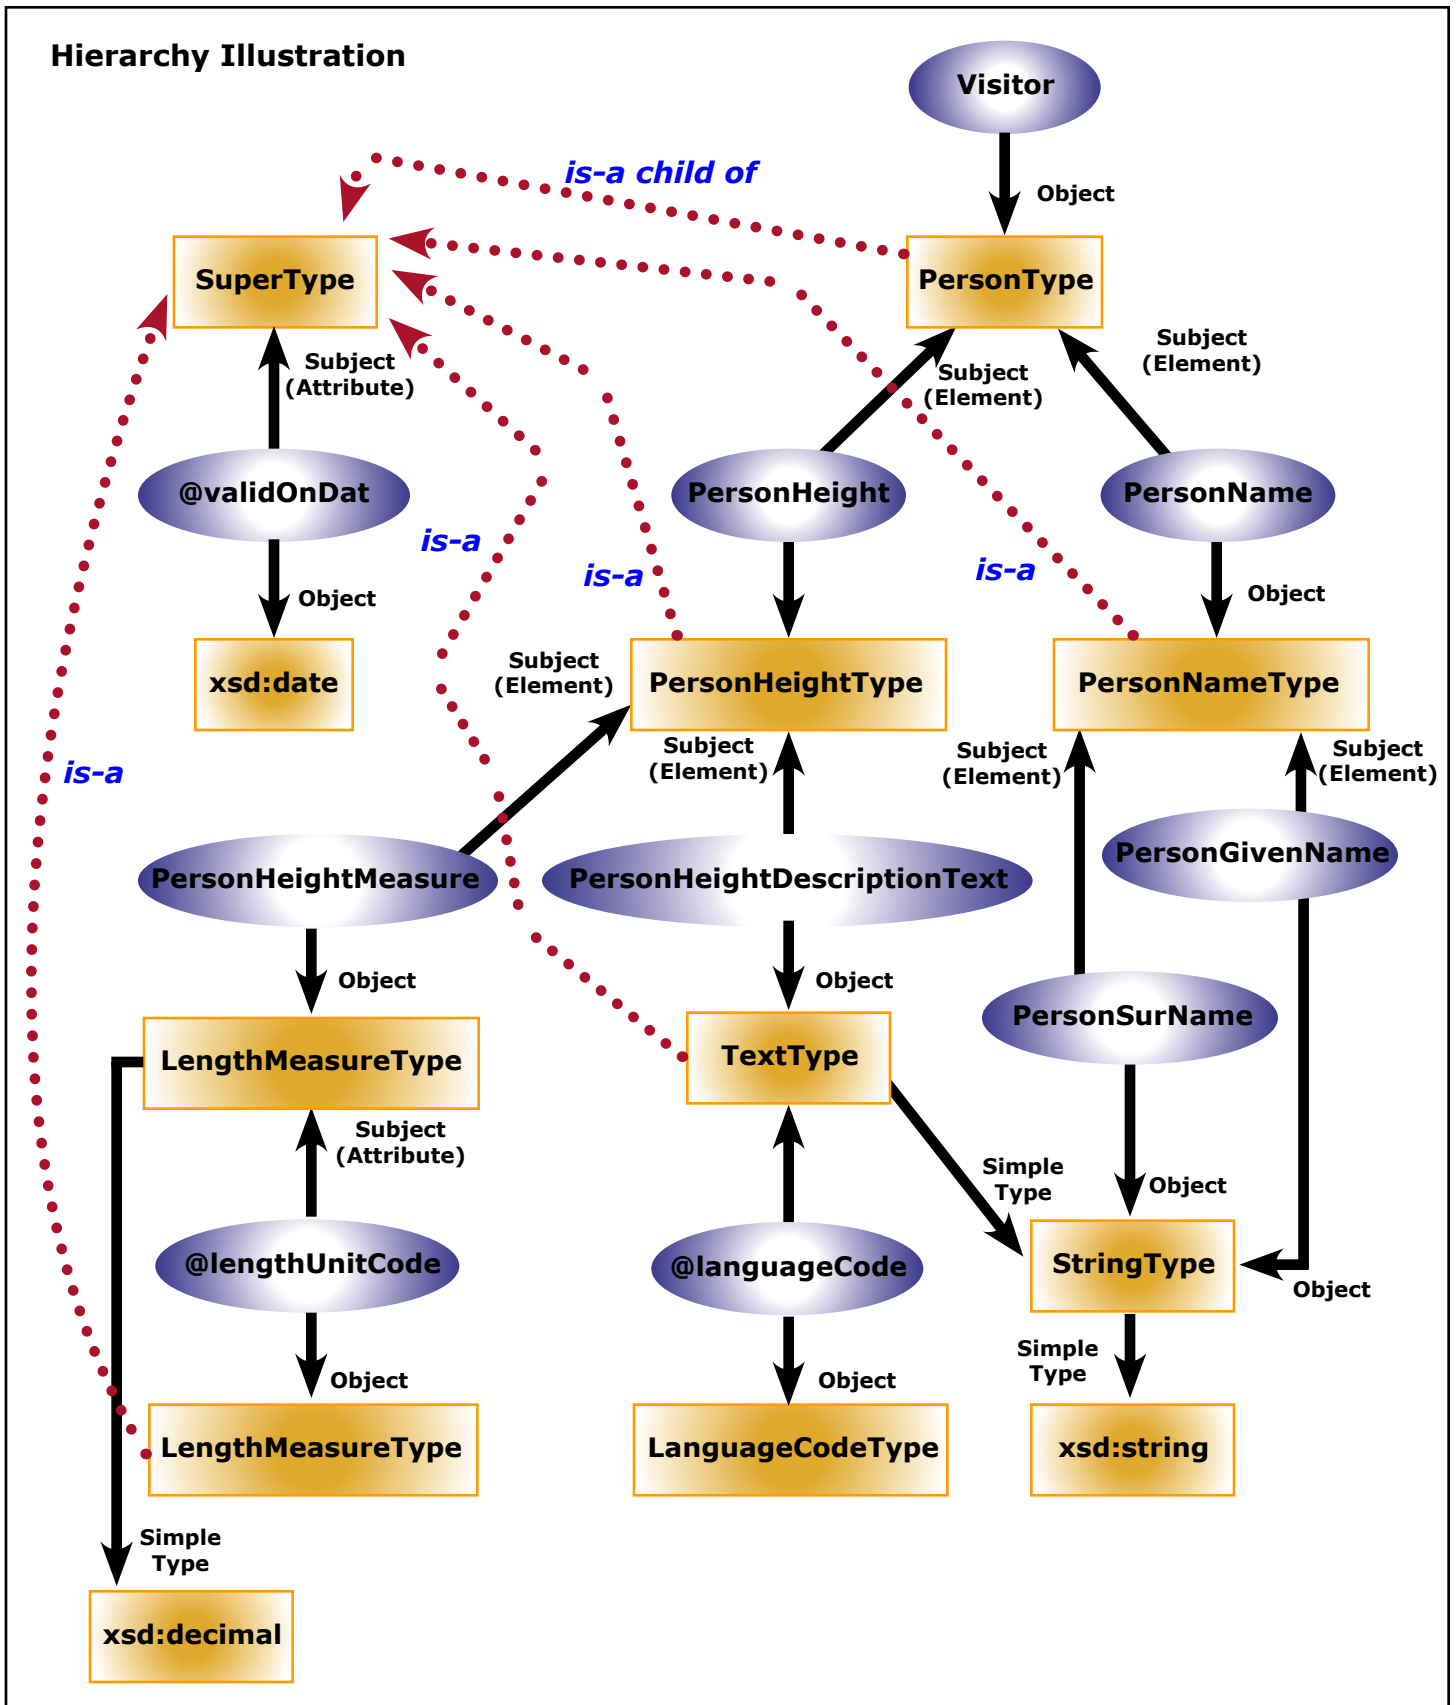 Hierarchy Illustration
Visitor
is-a child of
Object
SuperType
PersonType
Subject
(Attribute)
Subject
(Element)
Subject
(Element)
@validOnDat
PersonHeight
PersonName
is-a
is-a
is-a
Object
Object
xsd:date
Subject
(Element)
PersonHeightType
PersonNameType
is-a
Subject
(Element)
Subject
(Element)
Subject
(Element)
PersonHeightMeasure
PersonHeightDescriptionText
PersonGivenName
Object
Object
PersonSurName
LengthMeasureType
TextType
Subject
(Attribute)
Simple
Type
Object
@lengthUnitCode
@languageCode
StringType
Object
Object
Object
Simple
Type
LengthMeasureType
LanguageCodeType
xsd:string
Simple
Type
xsd:decimal